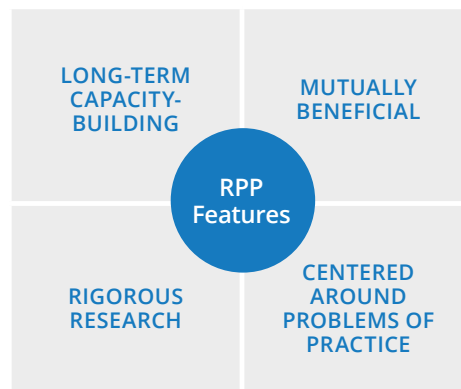 LONG-TERM
CAPACITY-
BUILDING
MUTUALLY
BENEFICIAL
RPP
Features
RIGOROUS
RESEARCH
CENTERED
AROUND
PROBLEMS OF
PRACTICE